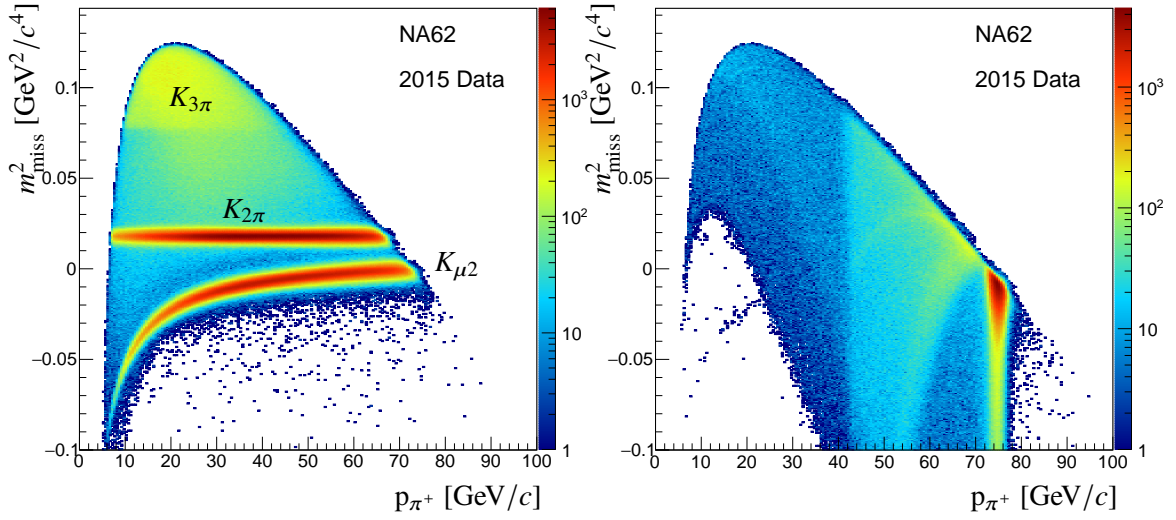 m²miss [GeV²/c⁴]
NA62
2015 Data
K3π
K2π
Kμ2
0.1
0.05
0
−0.05
−0.1
0 10 20 30 40 50 60 70 80 90 100
pπ+ [GeV/c]
10³
10²
10
1
m²miss [GeV²/c⁴]
NA62
2015 Data
0.1
0.05
0
−0.05
−0.1
0 10 20 30 40 50 60 70 80 90 100
pπ+ [GeV/c]
10³
10²
10
1